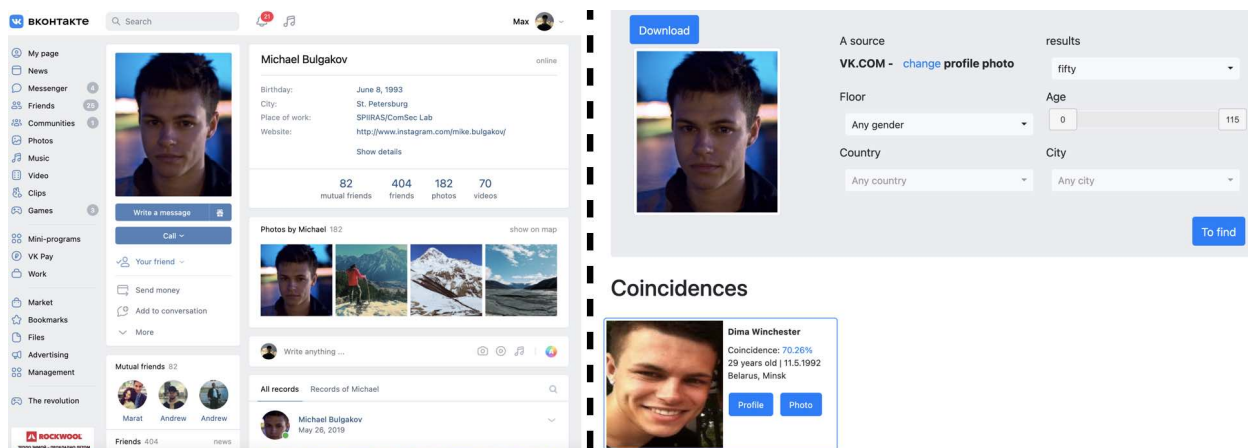 вконтакте
Search
21
Max
My page
News
Messenger 4
Friends 25
Communities 1
Photos
Music
Video
Clips
Games 3
Mini-programs
VK Pay
Work
Market
Bookmarks
Files
Advertising
Management
The revolution
ROCKWOOL
Write a message
Call
Your friend
Send money
Add to conversation
More
Mutual friends 82
Marat Andrew Andrew
Friends 404 news
Michael Bulgakov online
Birthday: June 8, 1993
City: St. Petersburg
Place of work: SPIIRAS/ComSec Lab
Website: http://www.instagram.com/mike.bulgakov/
Show details
82 404 182 70
mutual friends friends photos videos
Photos by Michael 182 show on map
Write anything ...
All records Records of Michael
Michael Bulgakov
May 26, 2019
Download
A source results
VK.COM - change profile photo fifty
Floor Age
Any gender 0 115
Country City
Any country Any city
To find
Coincidences
Dima Winchester
Coincidence: 70.26%
29 years old | 11.5.1992
Belarus, Minsk
Profile Photo